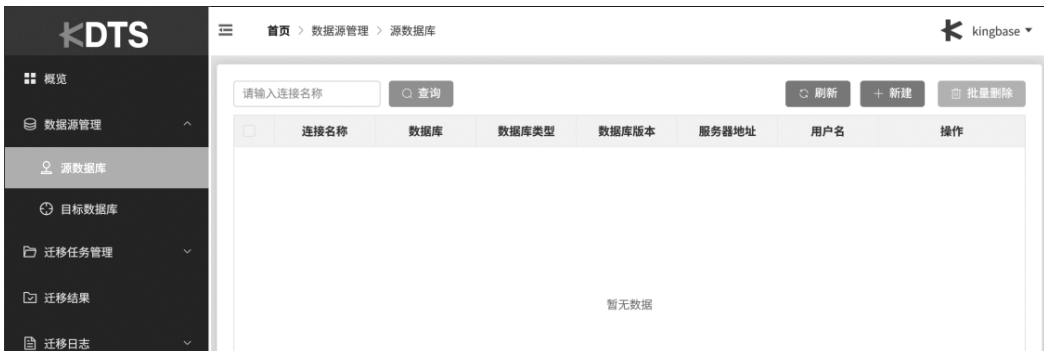 KDTS
首页 > 数据源管理 > 源数据库
kingbase
概览
数据源管理
源数据库
目标数据库
迁移任务管理
迁移结果
迁移日志
请输入连接名称 查询 刷新 + 新建 批量删除
连接名称 数据库 数据库类型 数据库版本 服务器地址 用户名 操作
暂无数据